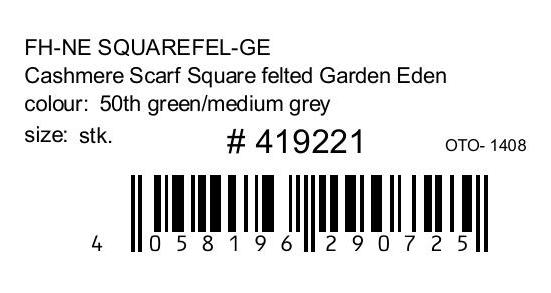 FH-NE SQUAREFEL-GE
Cashmere Scarf Square felted Garden Eden
colour: 50th green/medium grey
size: stk.
# 419221
OTO- 1408
4 058196 290725